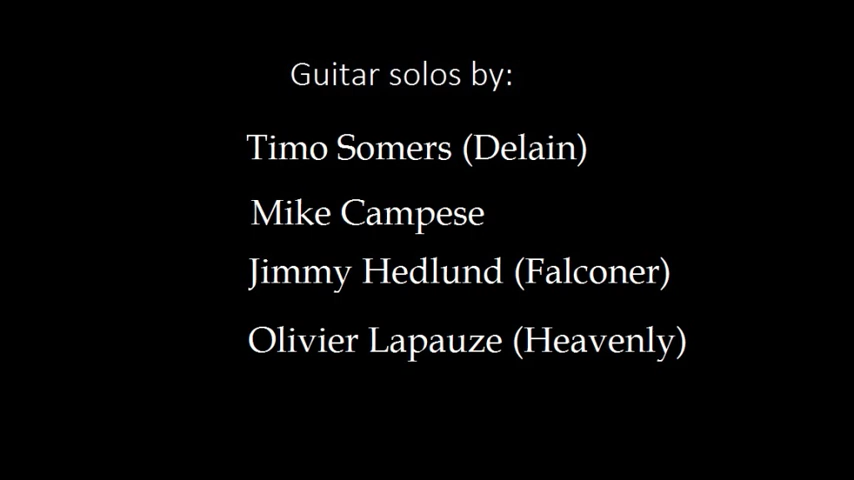 Guitar solos by:
Timo Somers (Delain)
Mike Campese
Jimmy Hedlund (Falconer)
Olivier Lapauze (Heavenly)